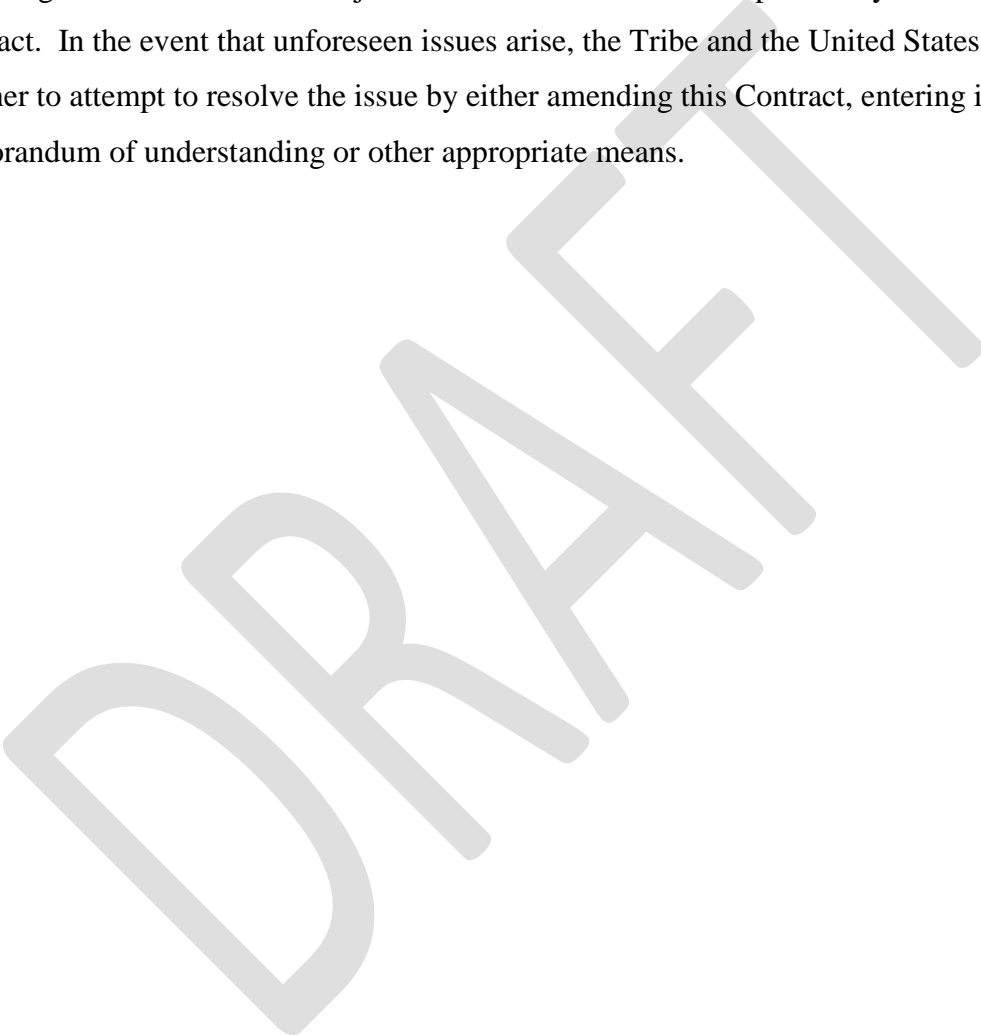 act.  In the event that unforeseen issues arise, the Tribe and the United States
her to attempt to resolve the issue by either amending this Contract, entering i
orandum of understanding or other appropriate means.
DRAFT